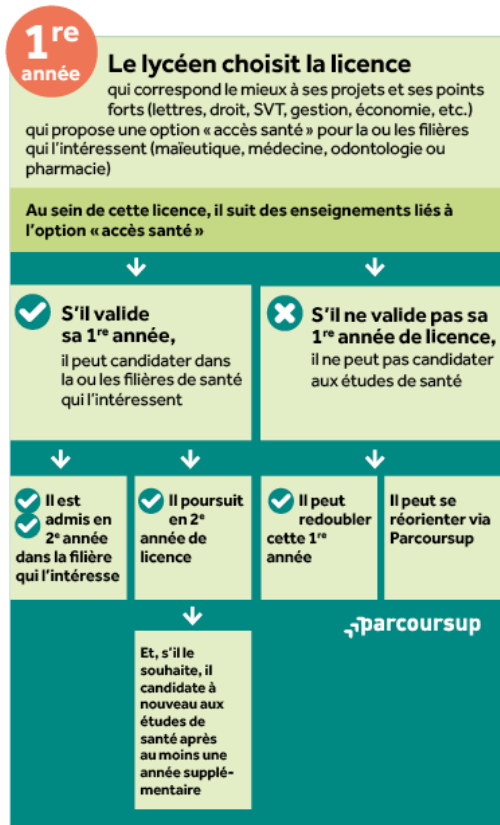 1re
année
Le lycéen choisit la licence
qui correspond le mieux à ses projets et ses points
forts (lettres, droit, SVT, gestion, économie, etc.)
qui propose une option « accès santé » pour la ou les filières
qui l'intéressent (maïeutique, médecine, odontologie ou
pharmacie)
Au sein de cette licence, il suit des enseignements liés à
l'option « accès santé »
S'il valide
sa 1re année,
il peut candidater dans
la ou les filières de santé
qui l'intéressent
S'il ne valide pas sa
1re année de licence,
il ne peut pas candidater
aux études de santé
Il est
admis en
2e année
dans la filière
qui l'intéresse
Il poursuit
en 2e
année de
licence
Il peut
redoubler
cette 1re
année
Il peut se
réorienter via
Parcoursup
parcoursup
Et, s'il le
souhaite, il
candidate à
nouveau aux
études de
santé après
au moins une
année supplé-
mentaire